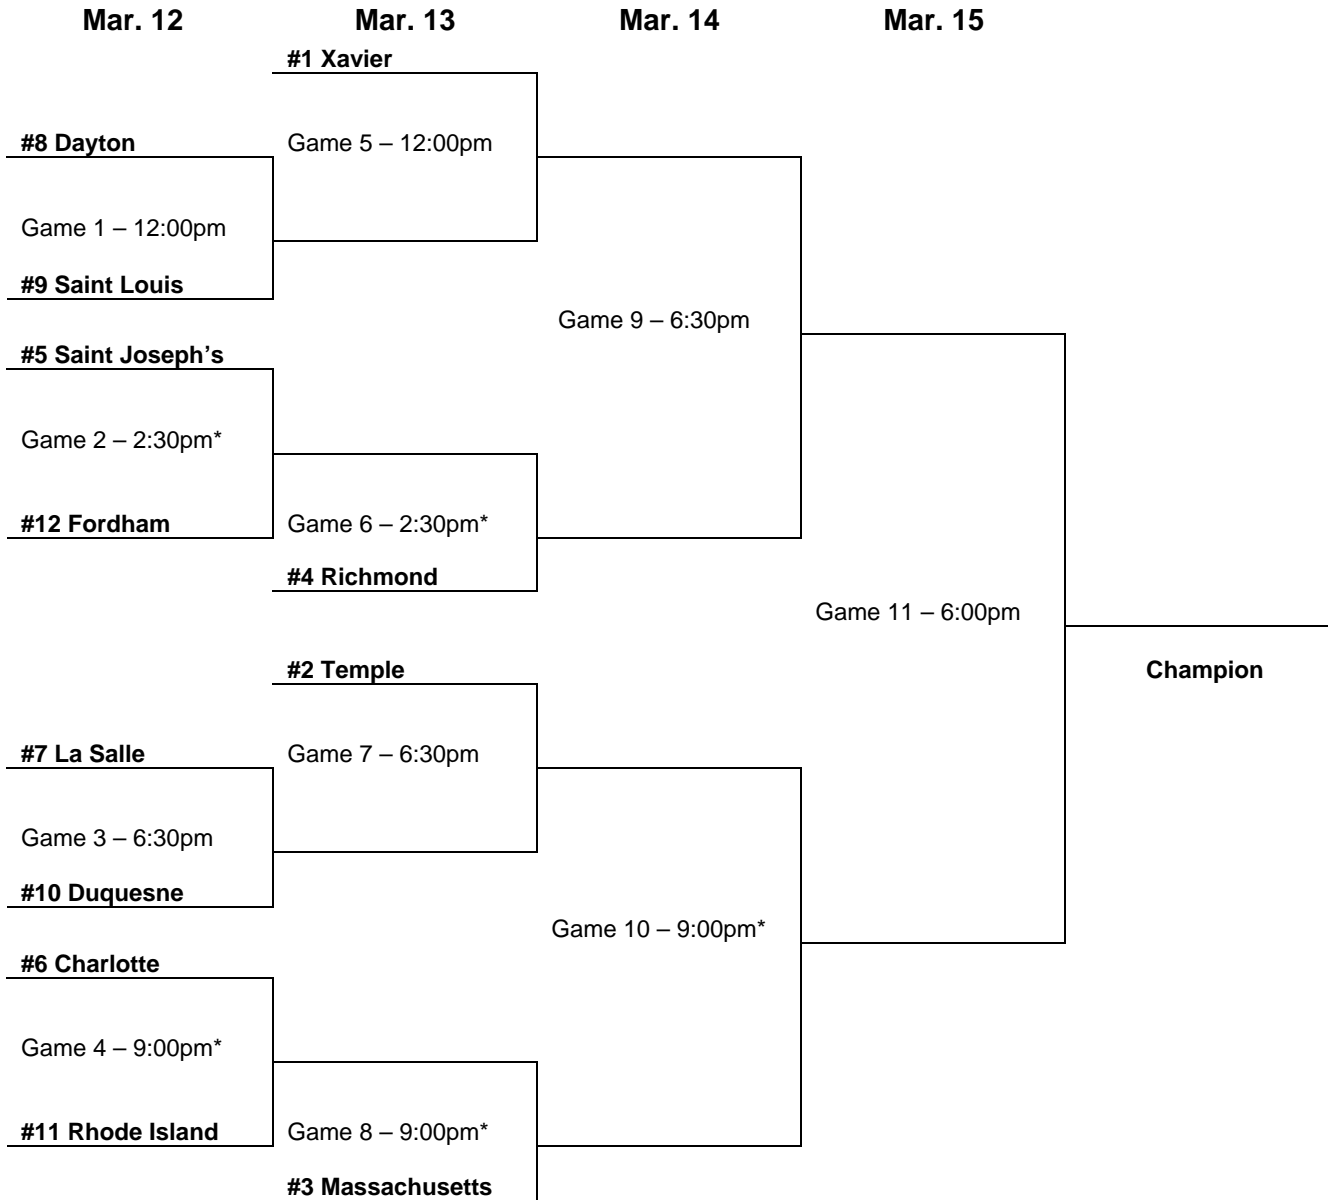 Mar. 12 Mar. 13 Mar. 14 Mar. 15
#1 Xavier
#8 Dayton Game 5 – 12:00pm
Game 1 – 12:00pm
#9 Saint Louis
Game 9 – 6:30pm
#5 Saint Joseph’s
Game 2 – 2:30pm*
#12 Fordham Game 6 – 2:30pm*
#4 Richmond
Game 11 – 6:00pm
#2 Temple Champion
#7 La Salle Game 7 – 6:30pm
Game 3 – 6:30pm
#10 Duquesne
Game 10 – 9:00pm*
#6 Charlotte
Game 4 – 9:00pm*
#11 Rhode Island Game 8 – 9:00pm*
#3 Massachusetts